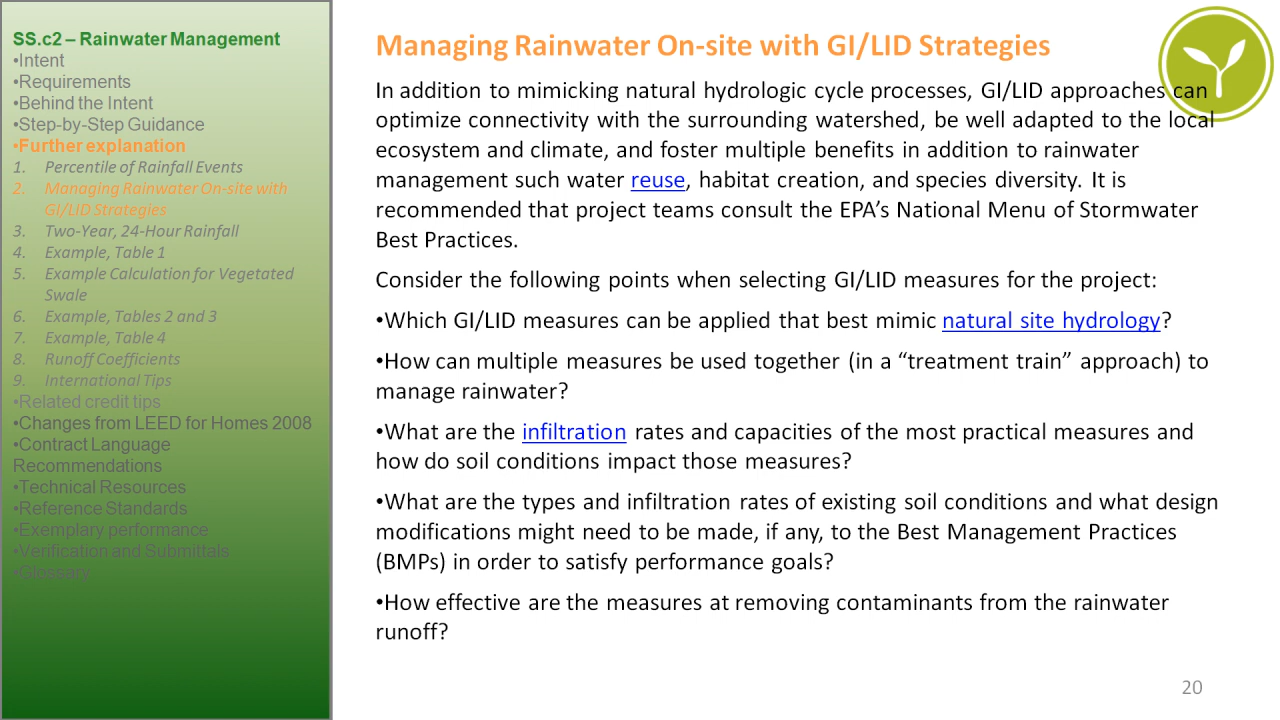 SS.c2 – Rainwater Management
•Intent
•Requirements
•Behind the Intent
•Step-by-Step Guidance
•Further explanation
1. Percentile of Rainfall Events
2. Managing Rainwater On-site with
GI/LID Strategies
3. Two-Year, 24-Hour Rainfall
4. Example, Table 1
5. Example Calculation for Vegetated
Swale
6. Example, Tables 2 and 3
7. Example, Table 4
8. Runoff Coefficients
9. International Tips
•Related credit tips
•Changes from LEED for Homes 2008
•Contract Language
Recommendations
•Technical Resources
•Reference Standards
•Exemplary performance
•Verification and Submittals
•Glossary
Managing Rainwater On-site with GI/LID Strategies
In addition to mimicking natural hydrologic cycle processes, GI/LID approaches can
optimize connectivity with the surrounding watershed, be well adapted to the local
ecosystem and climate, and foster multiple benefits in addition to rainwater
management such water reuse, habitat creation, and species diversity. It is
recommended that project teams consult the EPA’s National Menu of Stormwater
Best Practices.
Consider the following points when selecting GI/LID measures for the project:
•Which GI/LID measures can be applied that best mimic natural site hydrology?
•How can multiple measures be used together (in a “treatment train” approach) to
manage rainwater?
•What are the infiltration rates and capacities of the most practical measures and
how do soil conditions impact those measures?
•What are the types and infiltration rates of existing soil conditions and what design
modifications might need to be made, if any, to the Best Management Practices
(BMPs) in order to satisfy performance goals?
•How effective are the measures at removing contaminants from the rainwater
runoff?
20